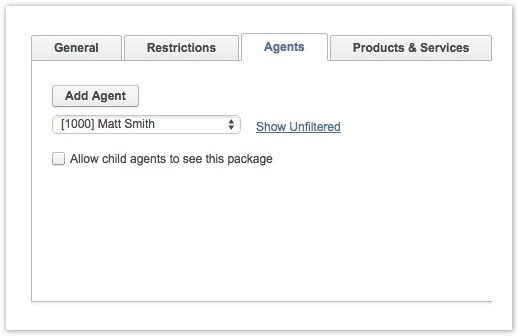 General Restrictions Agents Products & Services
Add Agent
[1000] Matt Smith Show Unfiltered
Allow child agents to see this package